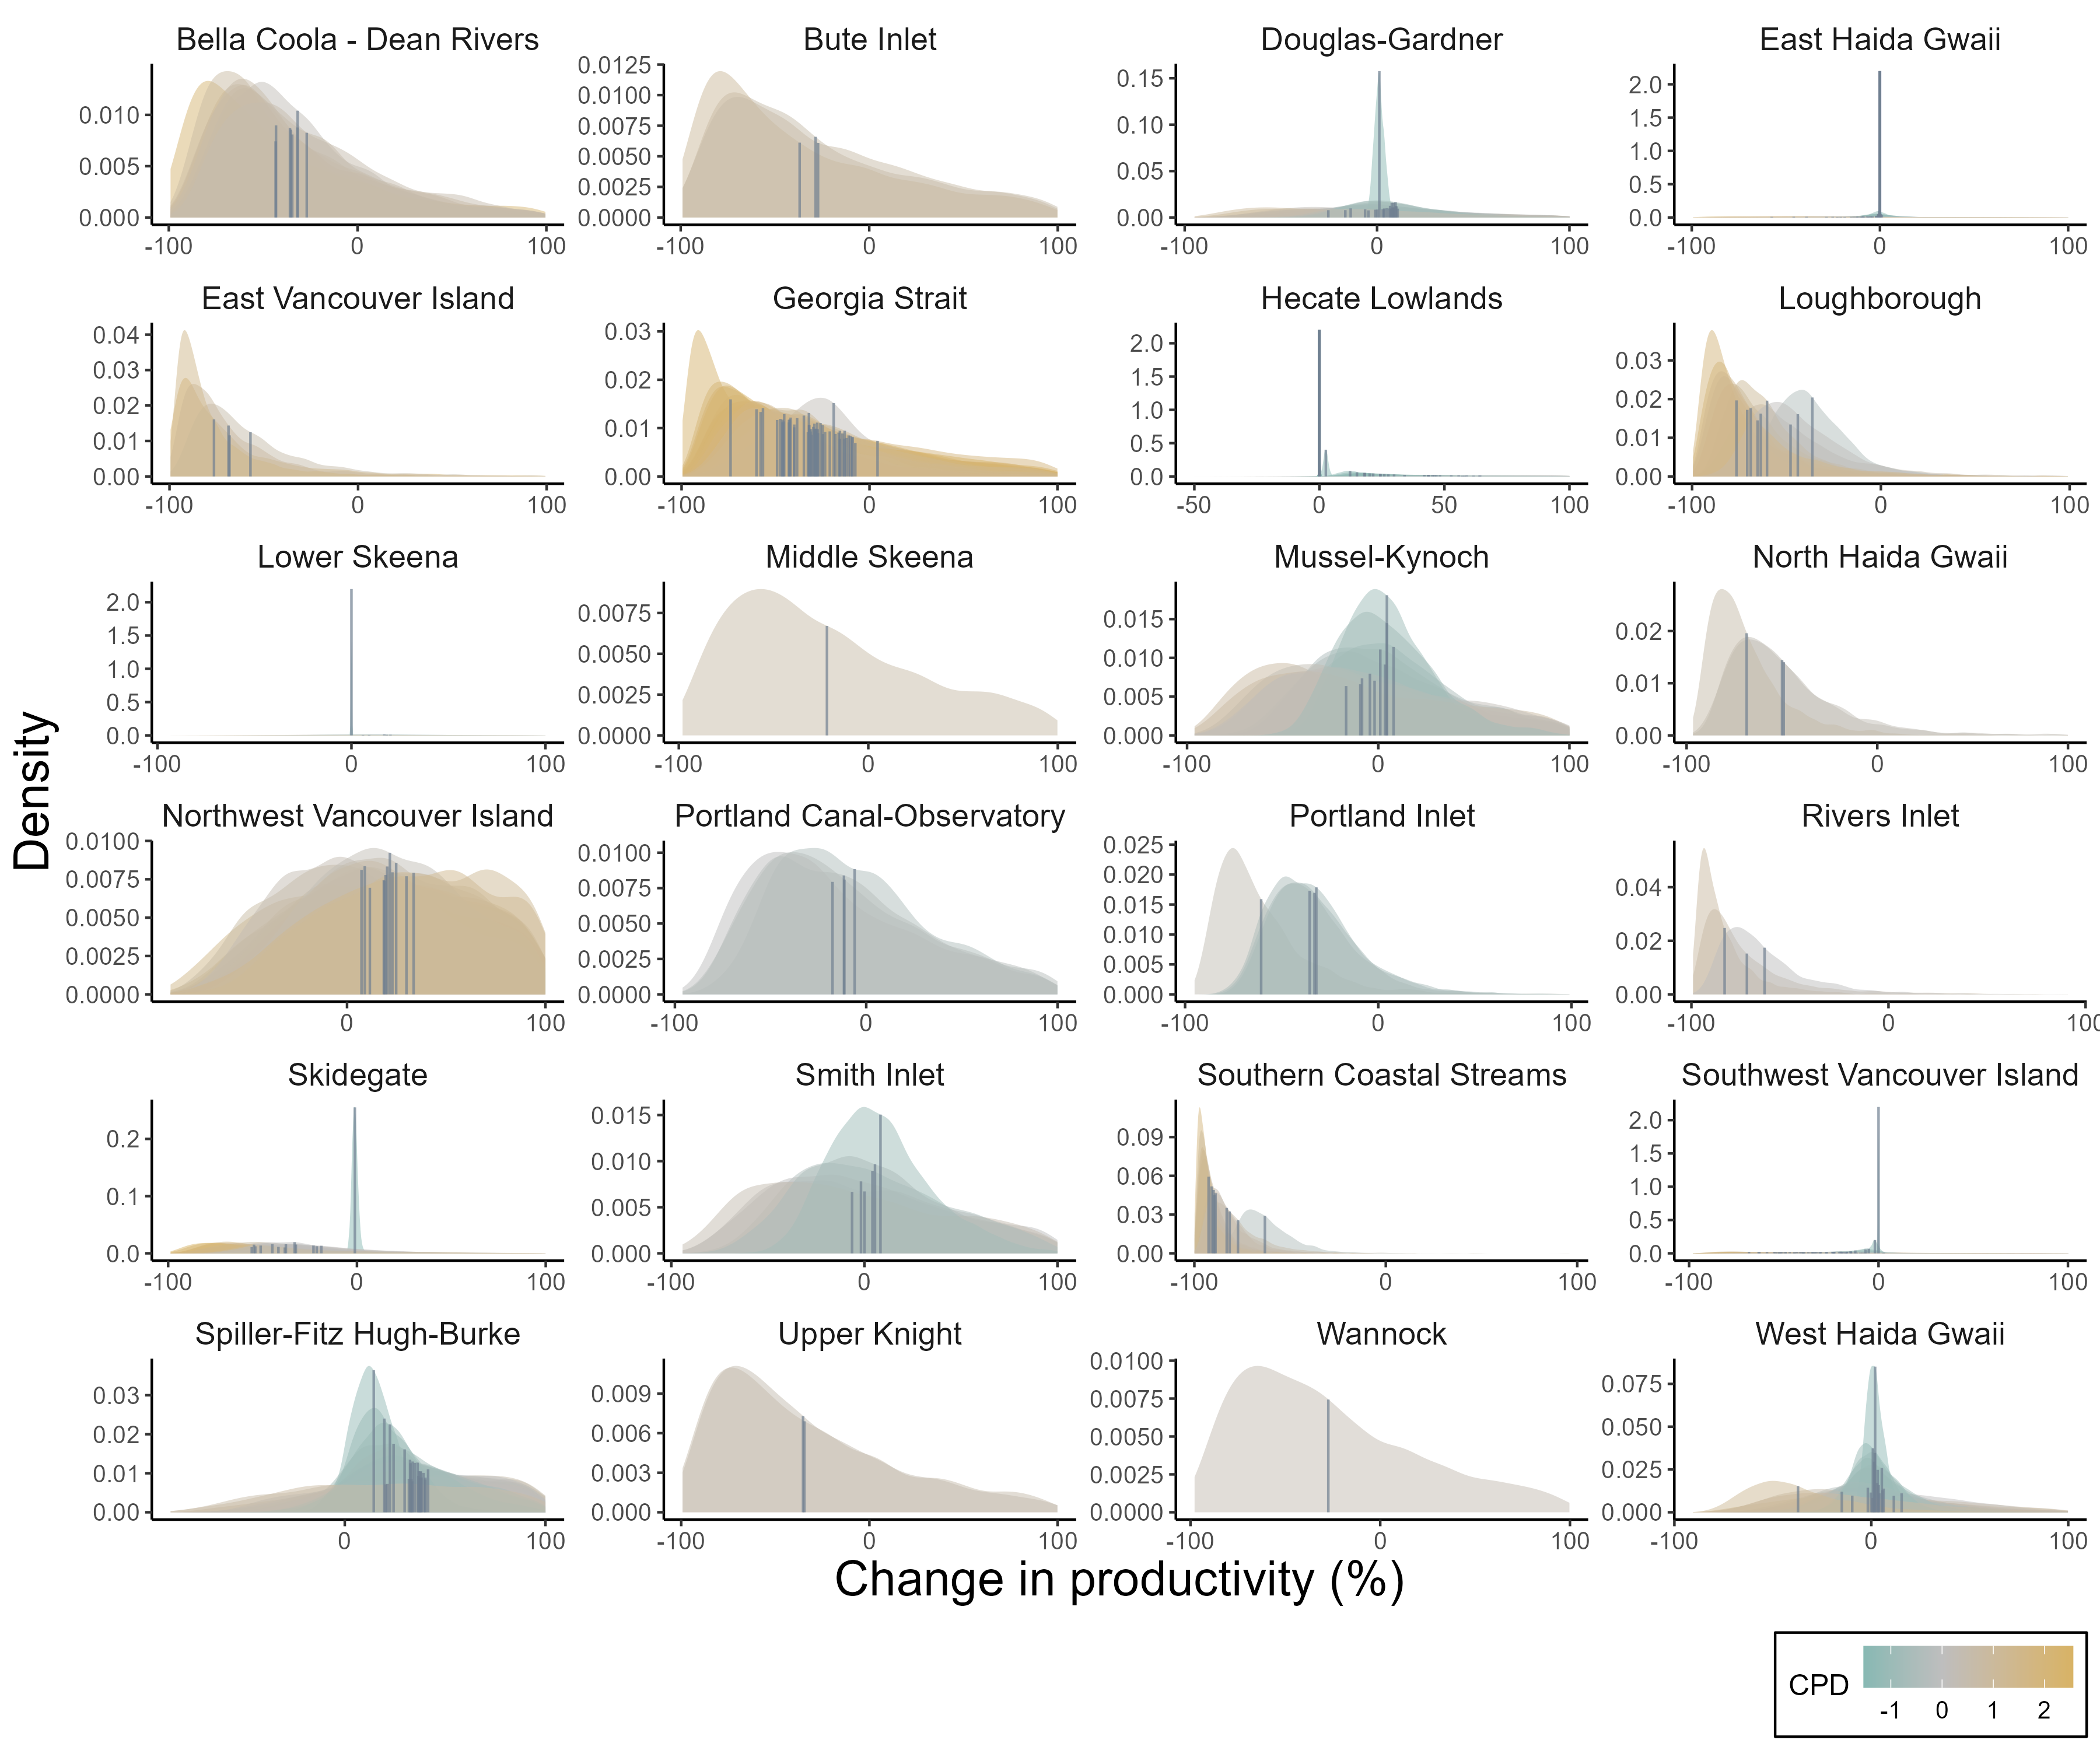 Bella Coola - Dean Rivers
0.010
0.005
0.000
-100 0 100
Bute Inlet
0.0125
0.0100
0.0075
0.0050
0.0025
0.0000
-100 0 100
Douglas-Gardner
0.15
0.10
0.05
0.00
-100 0 100
East Haida Gwaii
2.0
1.5
1.0
0.5
0.0
-100 0 100
East Vancouver Island
0.04
0.03
0.02
0.01
0.00
-100 0 100
Georgia Strait
0.03
0.02
0.01
0.00
-100 0 100
Hecate Lowlands
2.0
1.5
1.0
0.5
0.0
-50 0 50 100
Loughborough
0.03
0.02
0.01
0.00
-100 0 100
Lower Skeena
2.0
1.5
1.0
0.5
0.0
-100 0 100
Middle Skeena
0.0075
0.0050
0.0025
0.0000
-100 0 100
Mussel-Kynoch
0.015
0.010
0.005
0.000
-100 0 100
North Haida Gwaii
0.02
0.01
0.00
-100 0 100
Density
Northwest Vancouver Island
0.0100
0.0075
0.0050
0.0025
0.0000
0 100
Portland Canal-Observatory
0.0100
0.0075
0.0050
0.0025
0.0000
-100 0 100
Portland Inlet
0.025
0.020
0.015
0.010
0.005
0.000
-100 0 100
Rivers Inlet
0.04
0.02
0.00
-100 0 100
Skidegate
0.2
0.1
0.0
-100 0 100
Smith Inlet
0.015
0.010
0.005
0.000
-100 0 100
Southern Coastal Streams
0.09
0.06
0.03
0.00
-100 0 100
Southwest Vancouver Island
2.0
1.5
1.0
0.5
0.0
-100 0 100
Spiller-Fitz Hugh-Burke
0.03
0.02
0.01
0.00
0 100
Upper Knight
0.009
0.006
0.003
0.000
-100 0 100
Wannock
0.0100
0.0075
0.0050
0.0025
0.0000
-100 0 100
West Haida Gwaii
0.075
0.050
0.025
0.000
-100 0 100
Change in productivity (%)
CPD
-1 0 1 2